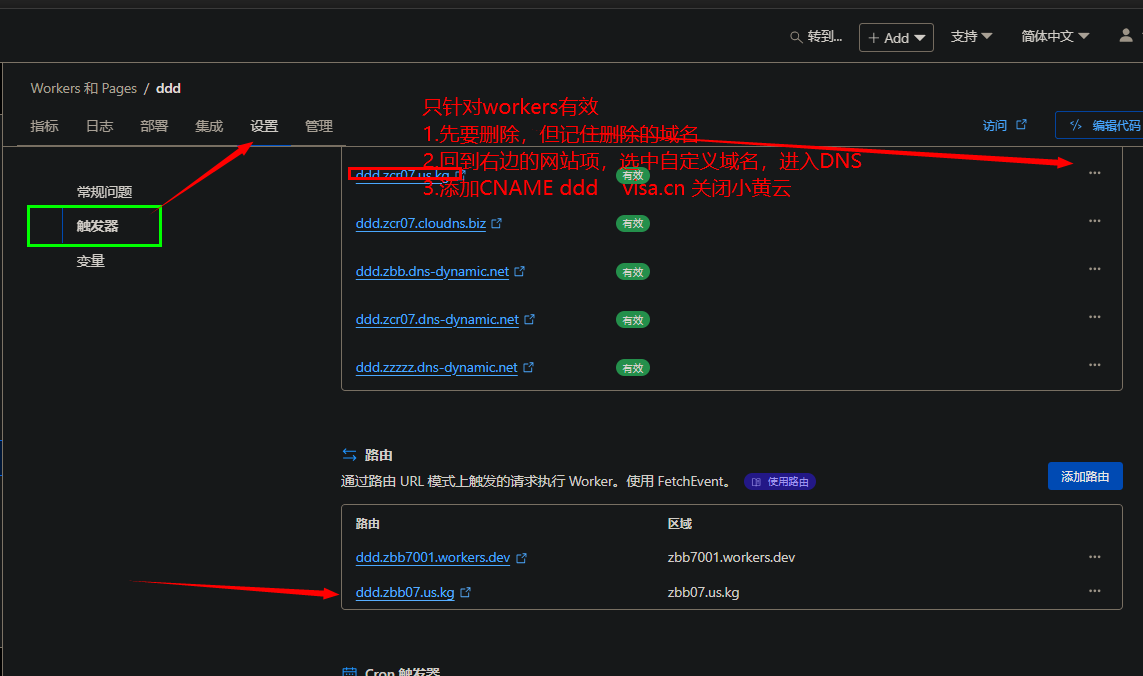 转到...
+ Add
支持
简体中文
Workers 和 Pages / ddd
指标 日志 部署 集成 设置 管理
访问
编辑代码
只针对workers有效
1.先要删除，但记住删除的域名
2.回到右边的网站项，选中自定义域名，进入DNS
3.添加CNAME ddd visa.cn 关闭小黄云
常规问题
触发器
变量
ddd.zcr07.us.kg 有效 ...
ddd.zcr07.cloudns.biz 有效 ...
ddd.zbb.dns-dynamic.net 有效 ...
ddd.zcr07.dns-dynamic.net 有效 ...
ddd.zzzzz.dns-dynamic.net 有效 ...
路由
通过路由 URL 模式上触发的请求执行 Worker。使用 FetchEvent。 使用路由
添加路由
路由 区域
ddd.zbb7001.workers.dev zbb7001.workers.dev ...
ddd.zbb07.us.kg zbb07.us.kg ...
Cron 触发器